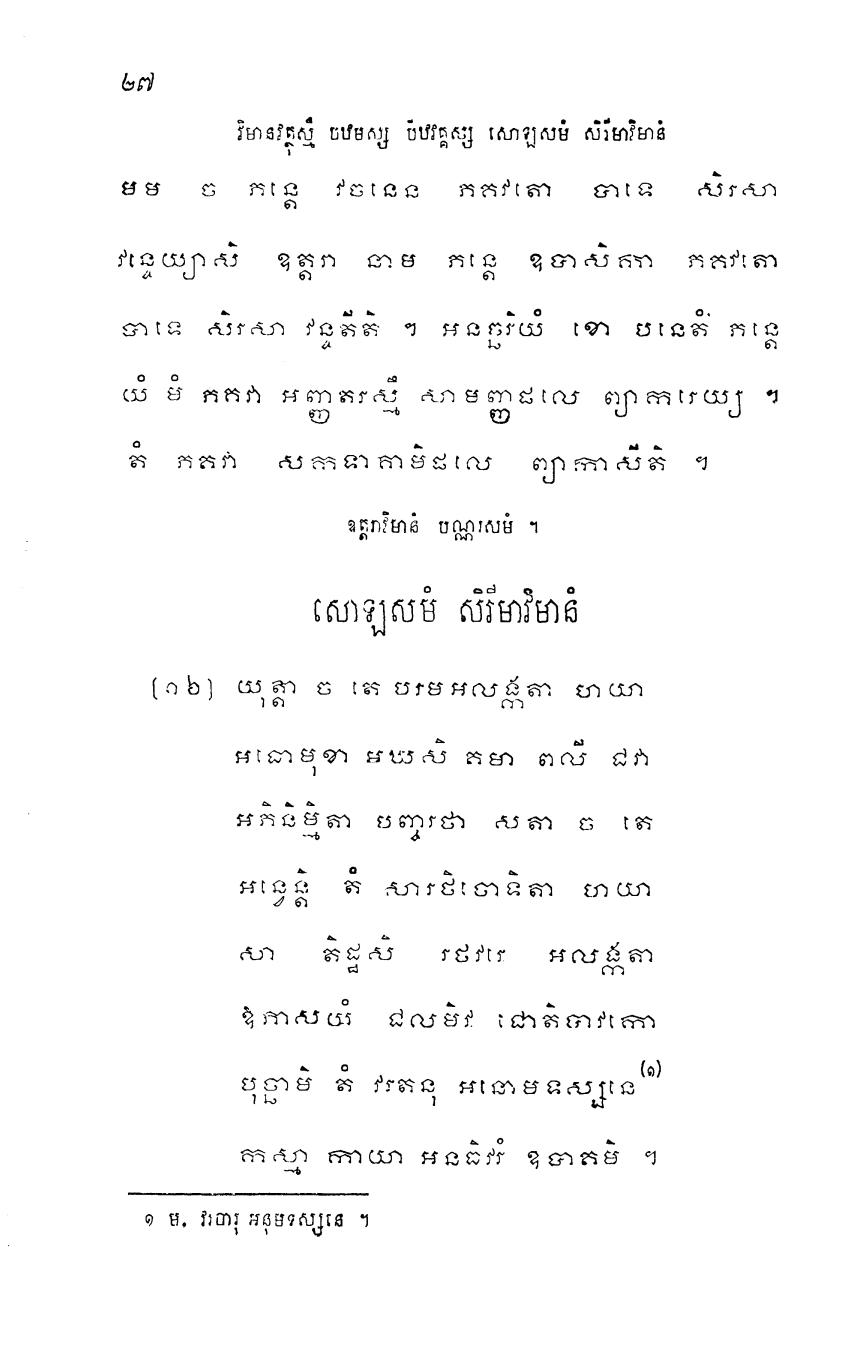 ២៧
វិមានវត្ថុស្មឹ បឋមស្ស បីឋវគ្គស្ស សោឡសមំ សិរីមាវិមានំ
មម ច ភន្តេ វចនេន ភគវតោ បាទេ សិរសា
វន្ទេយ្យាសិ ឧត្តរា នាម ភន្តេ ឧបាសិកា ភគវតោ
បាទេ សិរសា វន្ទតីតិ ។ អនច្ឆរិយំ ខោ បនេតំ ភន្តេ
យំ មំ ភគវា អញ្ញតរស្មឹ សាមញ្ញផលេ ព្យាករេយ្យ ។
តំ ភគវា សកទាគាមិផលេ ព្យាកាសីតិ ។
ឧត្តរាវិមានំ បណ្ណរសមំ ។
សោឡសមំ សិរីមាវិមានំ
(១៦) យុត្តា ច តេ បរមអលង្កតា ហយា
អធោមុខា អឃសិ គមា ពលី ជវា
អភិនិម្មិតា បញ្ចរថា សតា ច តេ
អន្វេន្តិ តំ សារថិចោទិតា ហយា
សា តិដ្ឋសិ រថវរេ អលង្កតា
ឱភាសយំ ជលមិវ ជោតិបាវកោ
បុច្ឆាមិ តំ វរតនុ អនោមទស្សនេ(១)
កស្មា កាយា អនធិវរំ ឧបាគមិ ។
១ ម. វរចារុ អនុមទស្សនេ ។